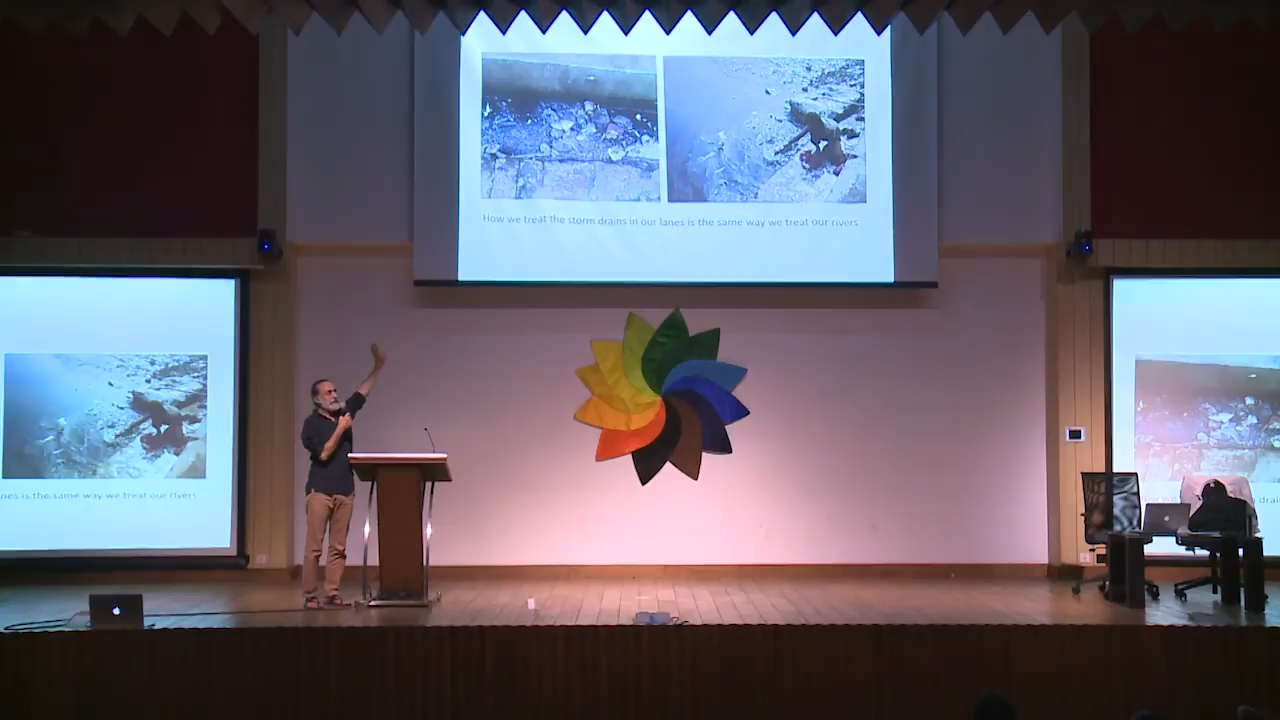 How we treat the storm drains in our lanes is the same way we treat our rivers
nes is the same way we treat our rivers